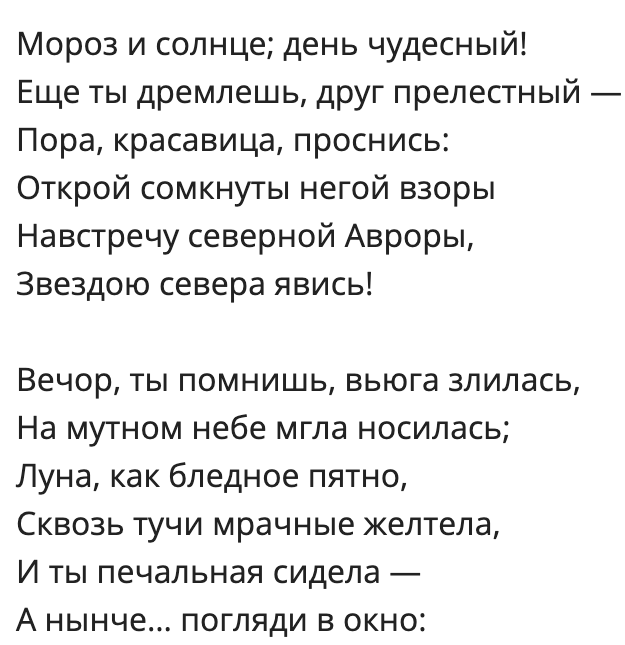 Мороз и солнце; день чудесный!
Еще ты дремлешь, друг прелестный —
Пора, красавица, проснись:
Открой сомкнуты негой взоры
Навстречу северной Авроры,
Звездою севера явись!

Вечор, ты помнишь, вьюга злилась,
На мутном небе мгла носилась;
Луна, как бледное пятно,
Сквозь тучи мрачные желтела,
И ты печальная сидела —
А нынче... погляди в окно: